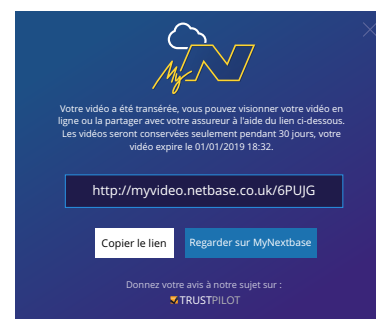 My N
Votre vidéo a été transérée, vous pouvez visionner votre vidéo en
ligne ou la partager avec votre assureur à l'aide du lien ci-dessous.
Les vidéos seront conservées seulement pendant 30 jours, votre
vidéo expire le 01/01/2019 18:32.
http://myvideo.netbase.co.uk/6PUJG
Copier le lien
Regarder sur MyNextbase
Donnez votre avis à notre sujet sur :
TRUSTPILOT